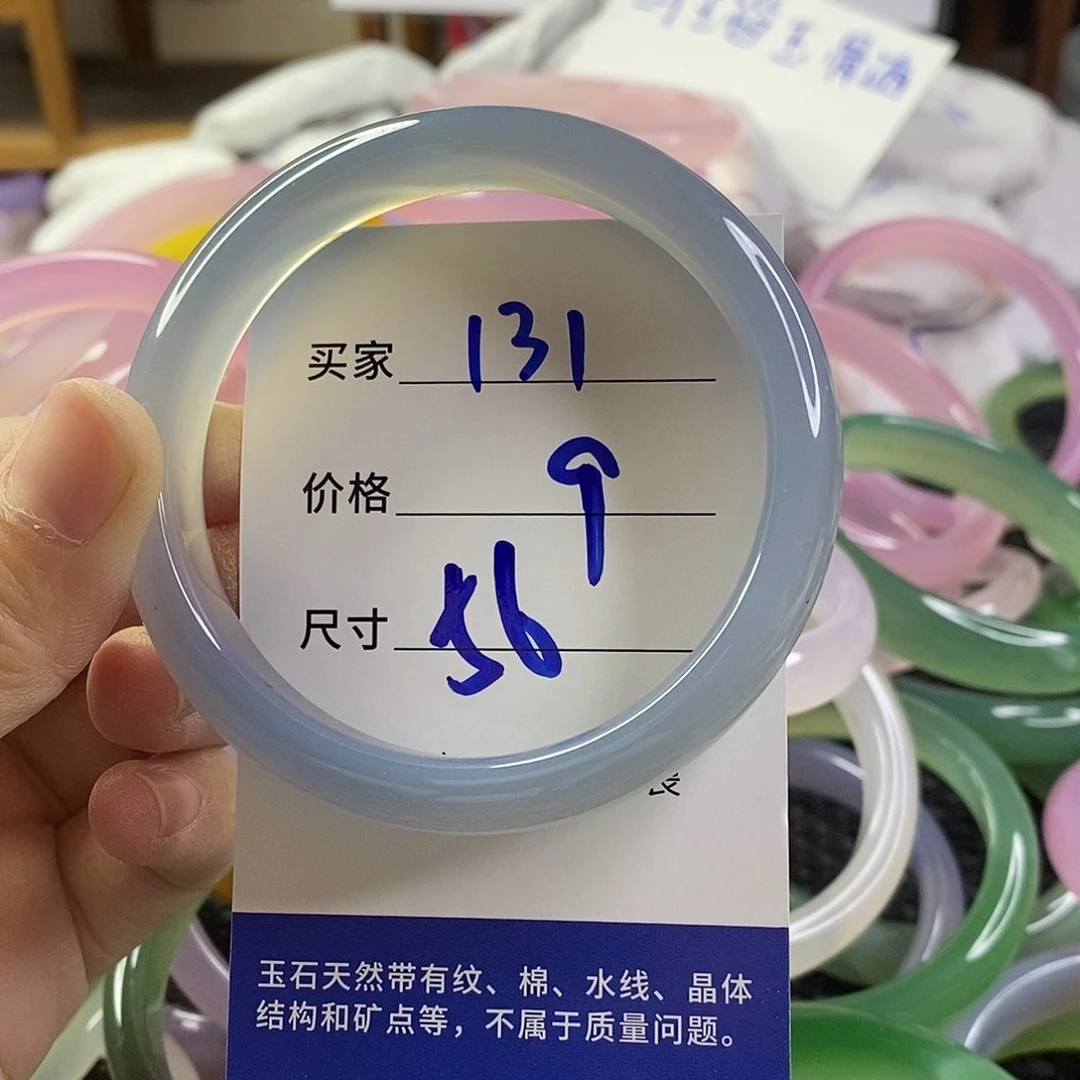 买家 131
价格
尺寸 56
玉石天然带有纹、棉、水线、晶体
结构和矿点等，不属于质量问题。